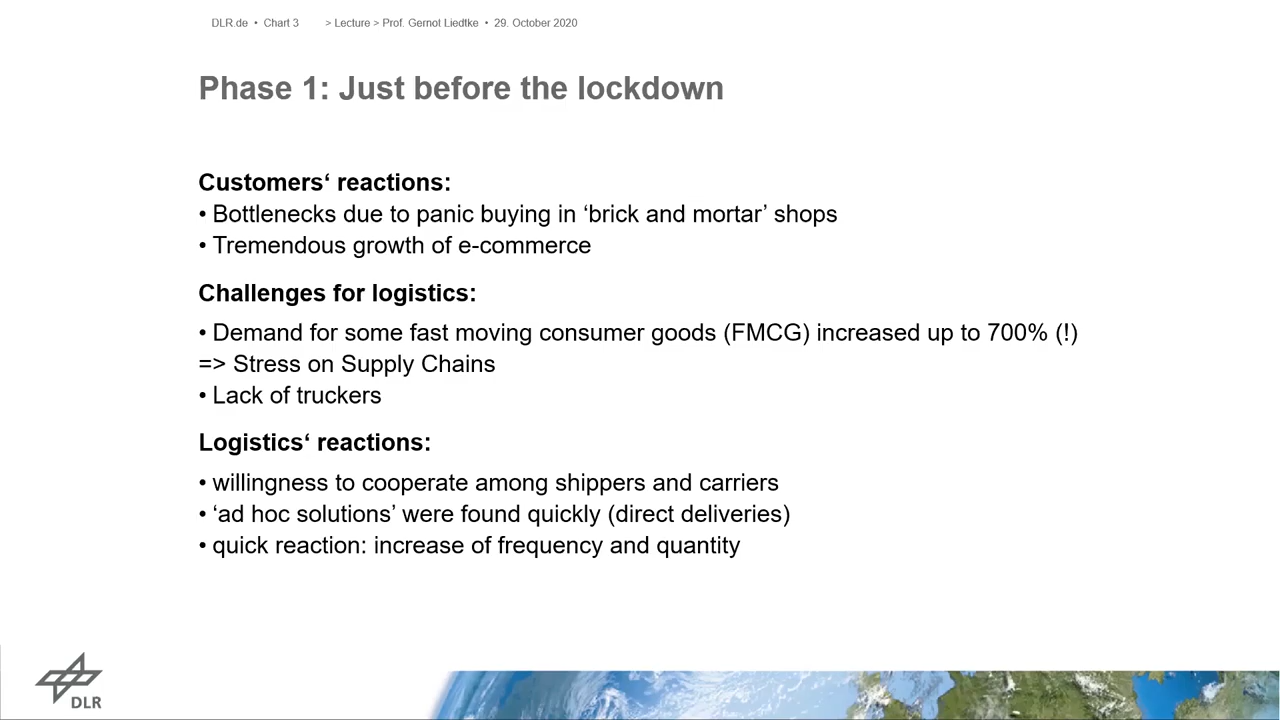 DLR.de • Chart 3 > Lecture > Prof. Gernot Liedtke • 29. October 2020
Phase 1: Just before the lockdown
Customers‘ reactions:
• Bottlenecks due to panic buying in ‘brick and mortar’ shops
• Tremendous growth of e-commerce
Challenges for logistics:
• Demand for some fast moving consumer goods (FMCG) increased up to 700% (!)
=> Stress on Supply Chains
• Lack of truckers
Logistics‘ reactions:
• willingness to cooperate among shippers and carriers
• ‘ad hoc solutions’ were found quickly (direct deliveries)
• quick reaction: increase of frequency and quantity
DLR